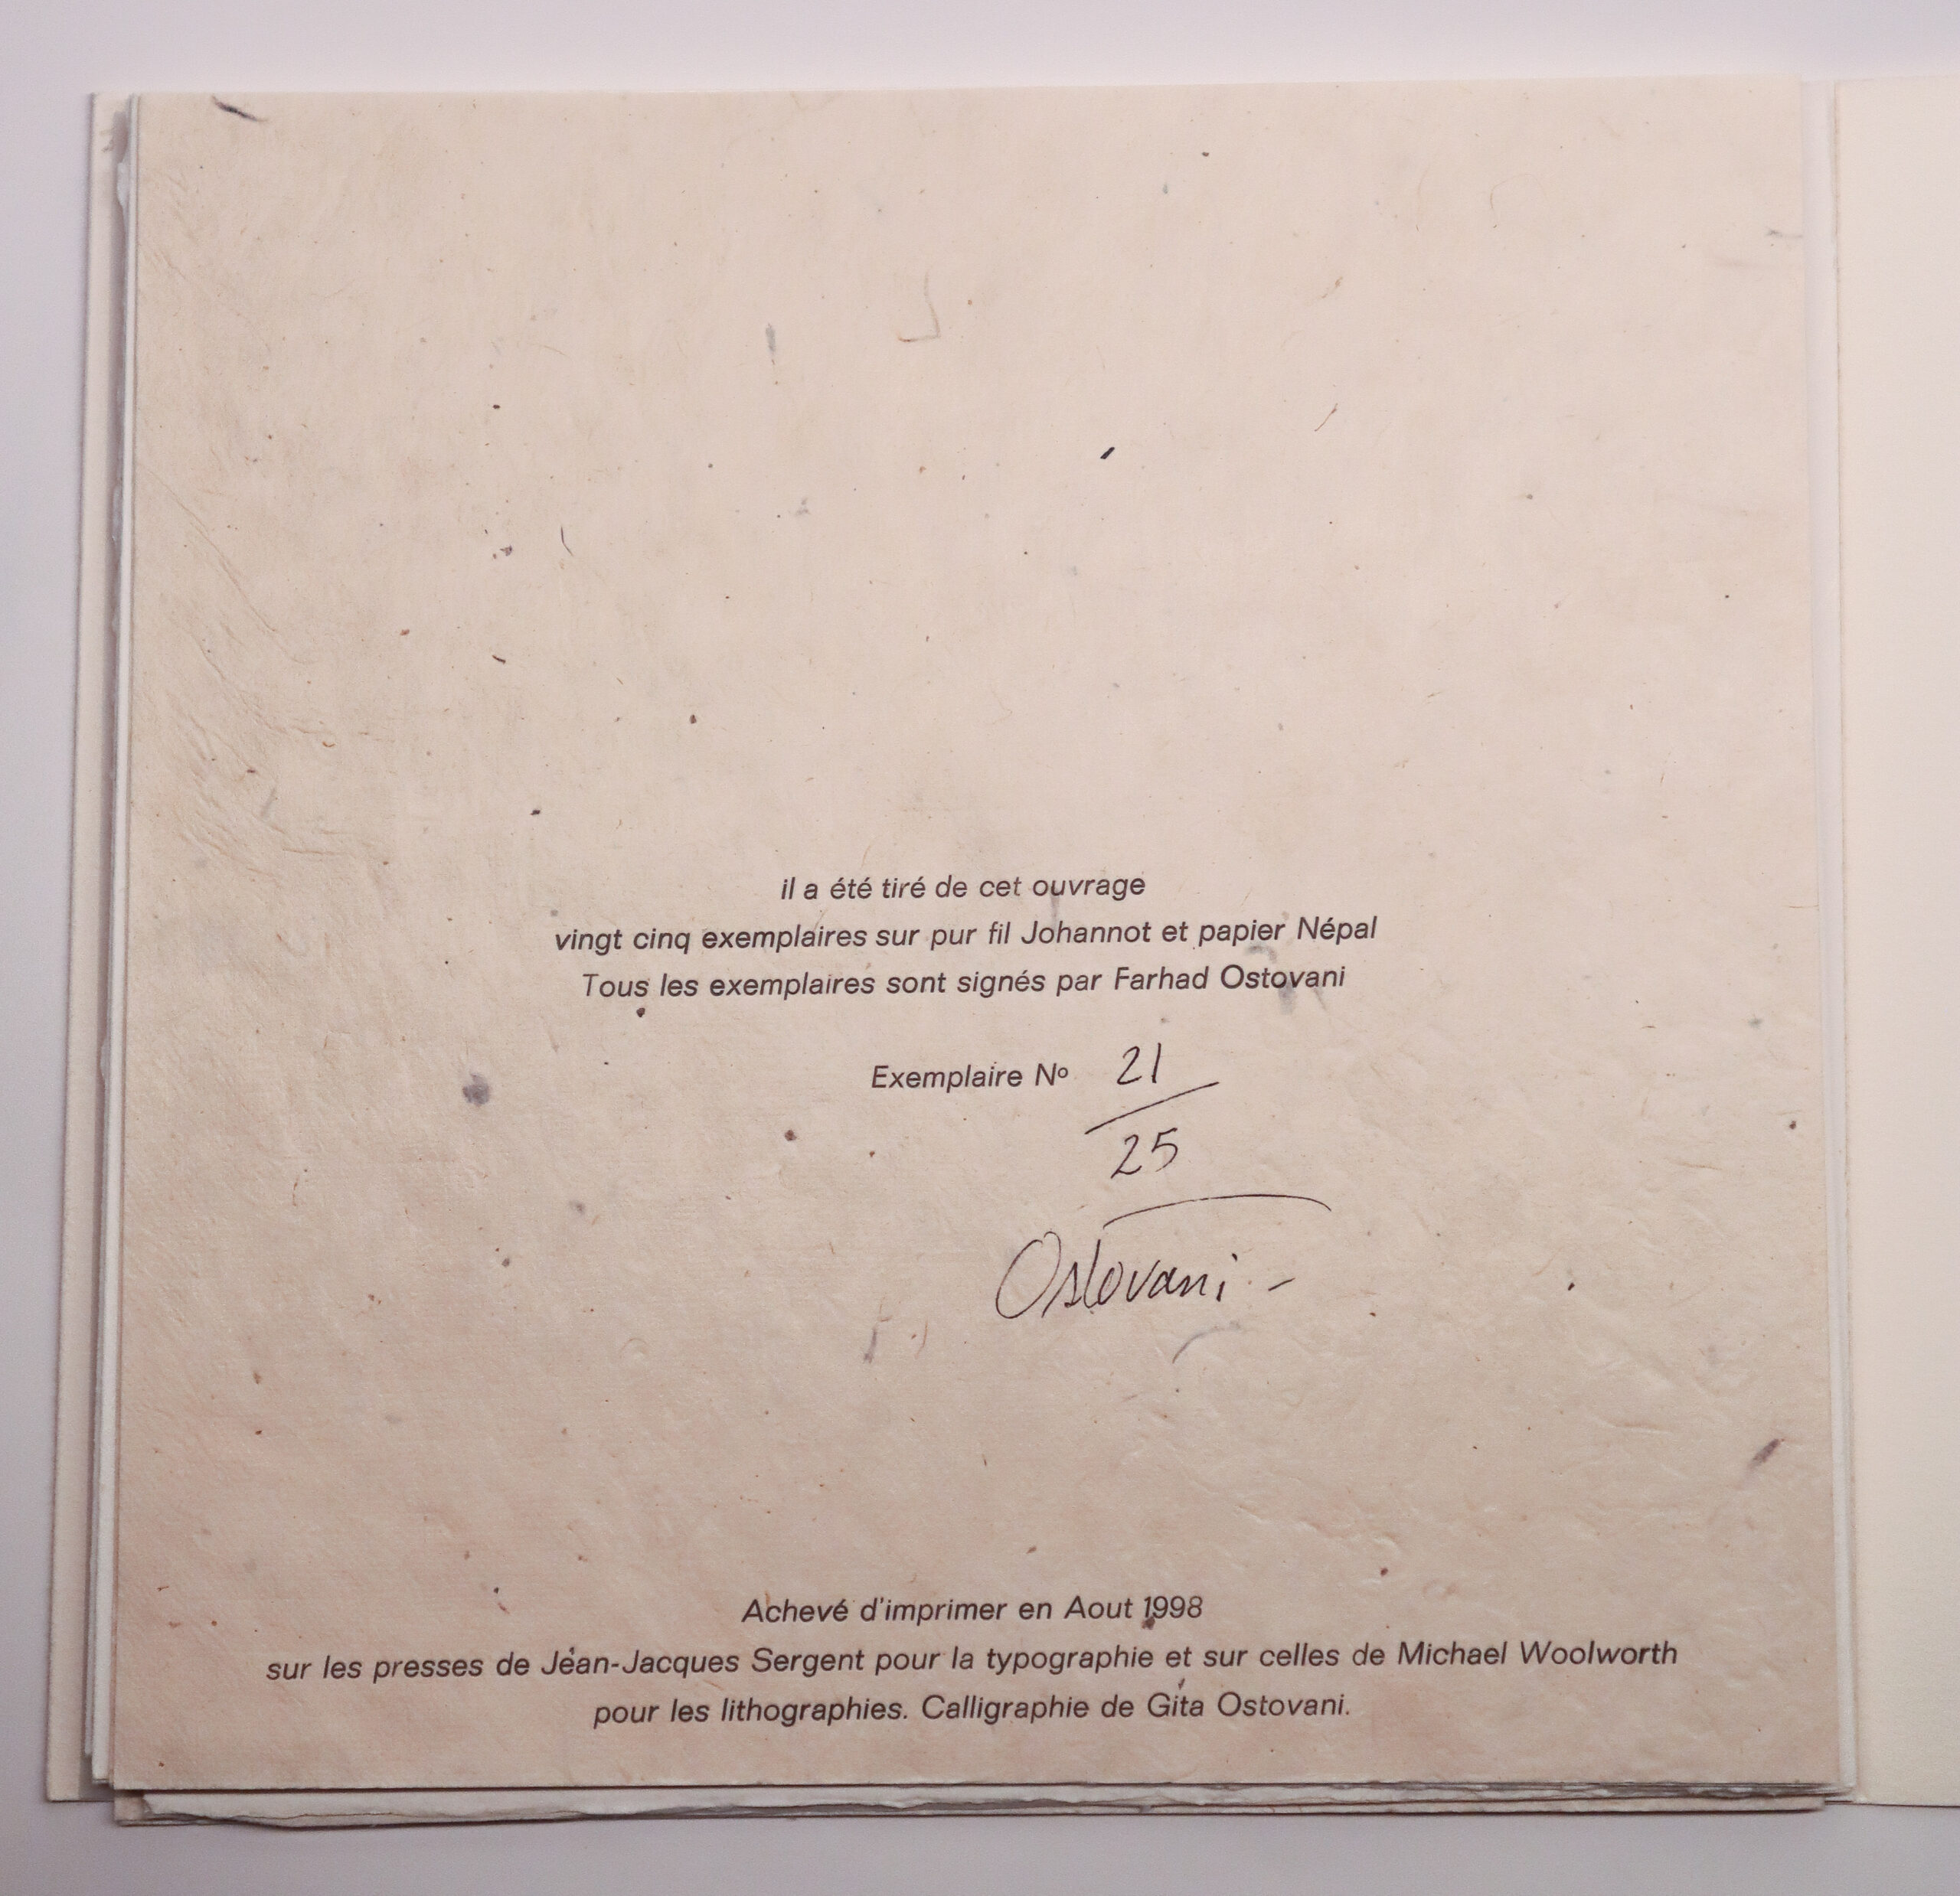 il a été tiré de cet ouvrage
vingt cinq exemplaires sur pur fil Johannot et papier Népal
Tous les exemplaires sont signés par Farhad Ostovani
Exemplaire Nº 21
25
Ostovani -
Achevé d'imprimer en Aout 1998
sur les presses de Jean-Jacques Sergent pour la typographie et sur celles de Michael Woolworth
pour les lithographies. Calligraphie de Gita Ostovani.